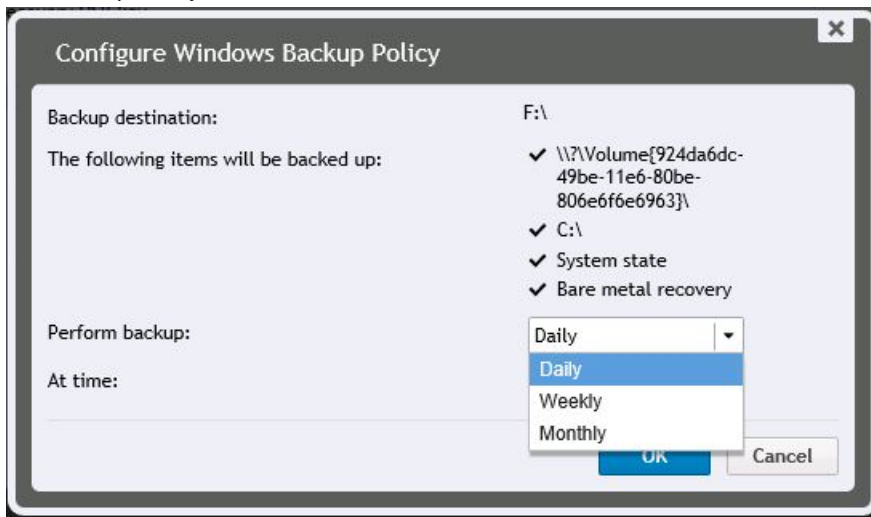 Configure Windows Backup Policy
Backup destination:
F:\
The following items will be backed up:
\\?\Volume{924da6dc-
49be-11e6-80be-
806e6f6e6963}\
C:\
System state
Bare metal recovery
Perform backup:
Daily
At time:
Daily
Weekly
Monthly
OK
Cancel